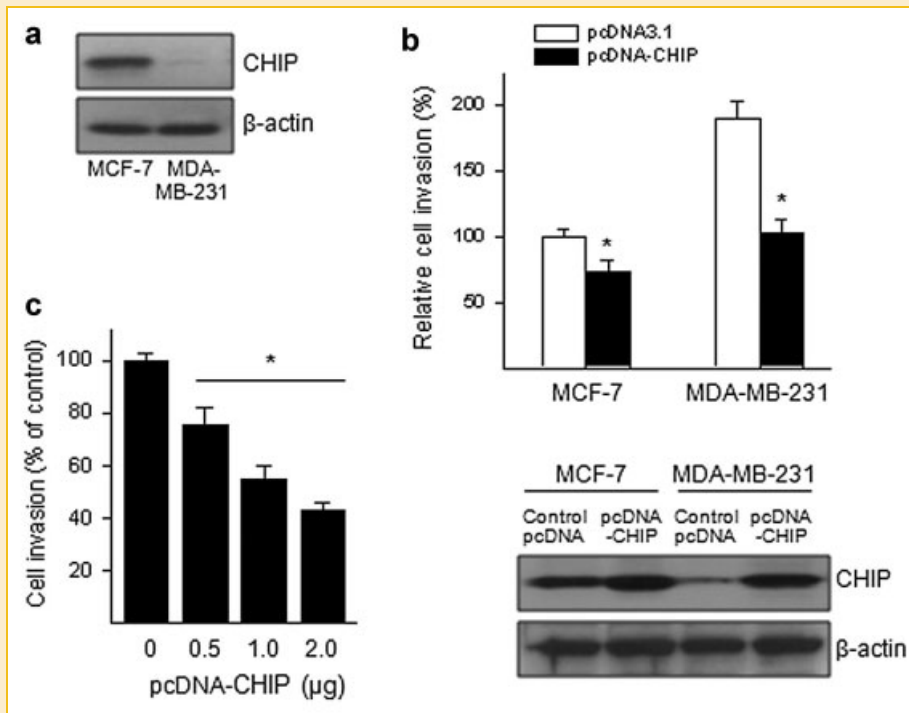 a
CHIP
β-actin
MCF-7 MDA-
MB-231
b
pcDNA3.1
pcDNA-CHIP
Relative cell invasion (%)
200
150
100
50
*
*
MCF-7 MDA-MB-231
c
Cell invasion (% of control)
100
80
60
40
20
*
0 0.5 1.0 2.0
pcDNA-CHIP (µg)
MCF-7 MDA-MB-231
Control pcDNA Control pcDNA
pcDNA -CHIP pcDNA -CHIP
CHIP
β-actin